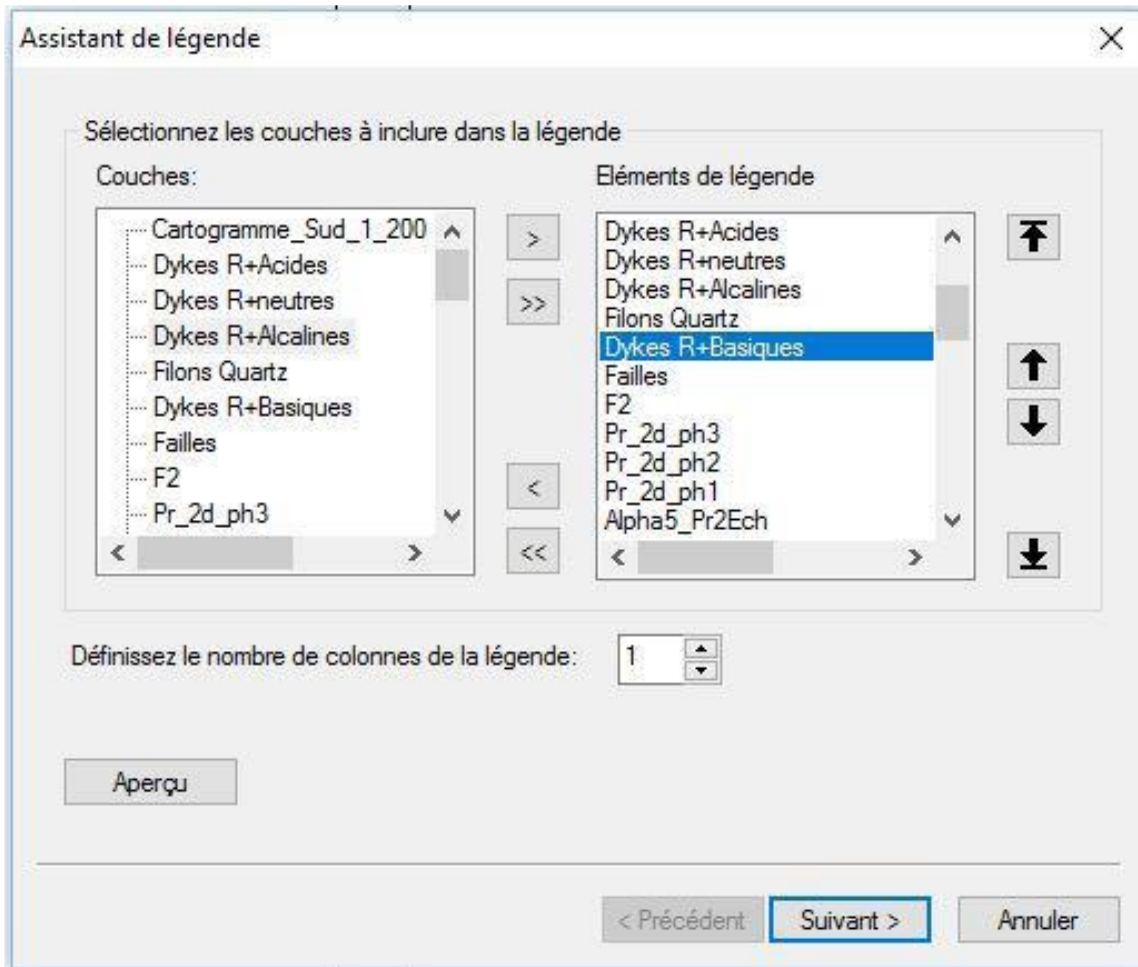 Assistant de légende
Sélectionnez les couches à inclure dans la légende
Couches:
Cartogramme_Sud_1_200
Dykes R+Acides
Dykes R+neutres
Dykes R+Alcalines
Filons Quartz
Dykes R+Basiques
Failles
F2
Pr_2d_ph3
>
>>
<
<<
Eléments de légende
Dykes R+Acides
Dykes R+neutres
Dykes R+Alcalines
Filons Quartz
Dykes R+Basiques
Failles
F2
Pr_2d_ph3
Pr_2d_ph2
Pr_2d_ph1
Alpha5_Pr2Ech
Définissez le nombre de colonnes de la légende: 1
Aperçu
< Précédent Suivant > Annuler